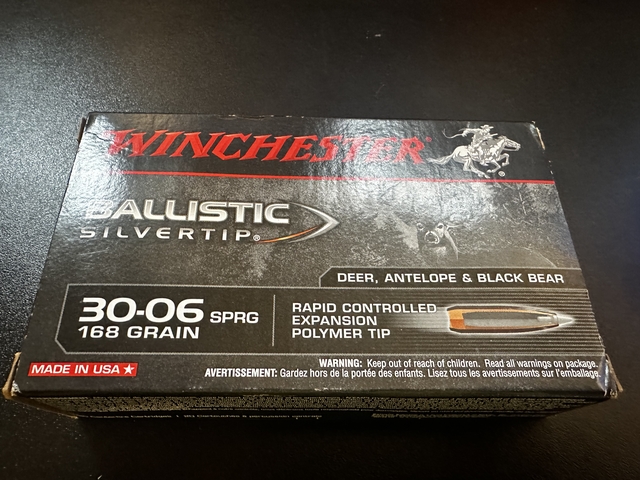 WINCHESTER
BALLISTIC
SILVERTIP®
DEER, ANTELOPE & BLACK BEAR
30-06 SPRG
168 GRAIN
RAPID CONTROLLED
EXPANSION
POLYMER TIP
MADE IN USA
WARNING: Keep out of reach of children. Read all warnings on package.
AVERTISSEMENT: Gardez hors de la portée des enfants. Lisez tous les avertissements sur l'emballage.